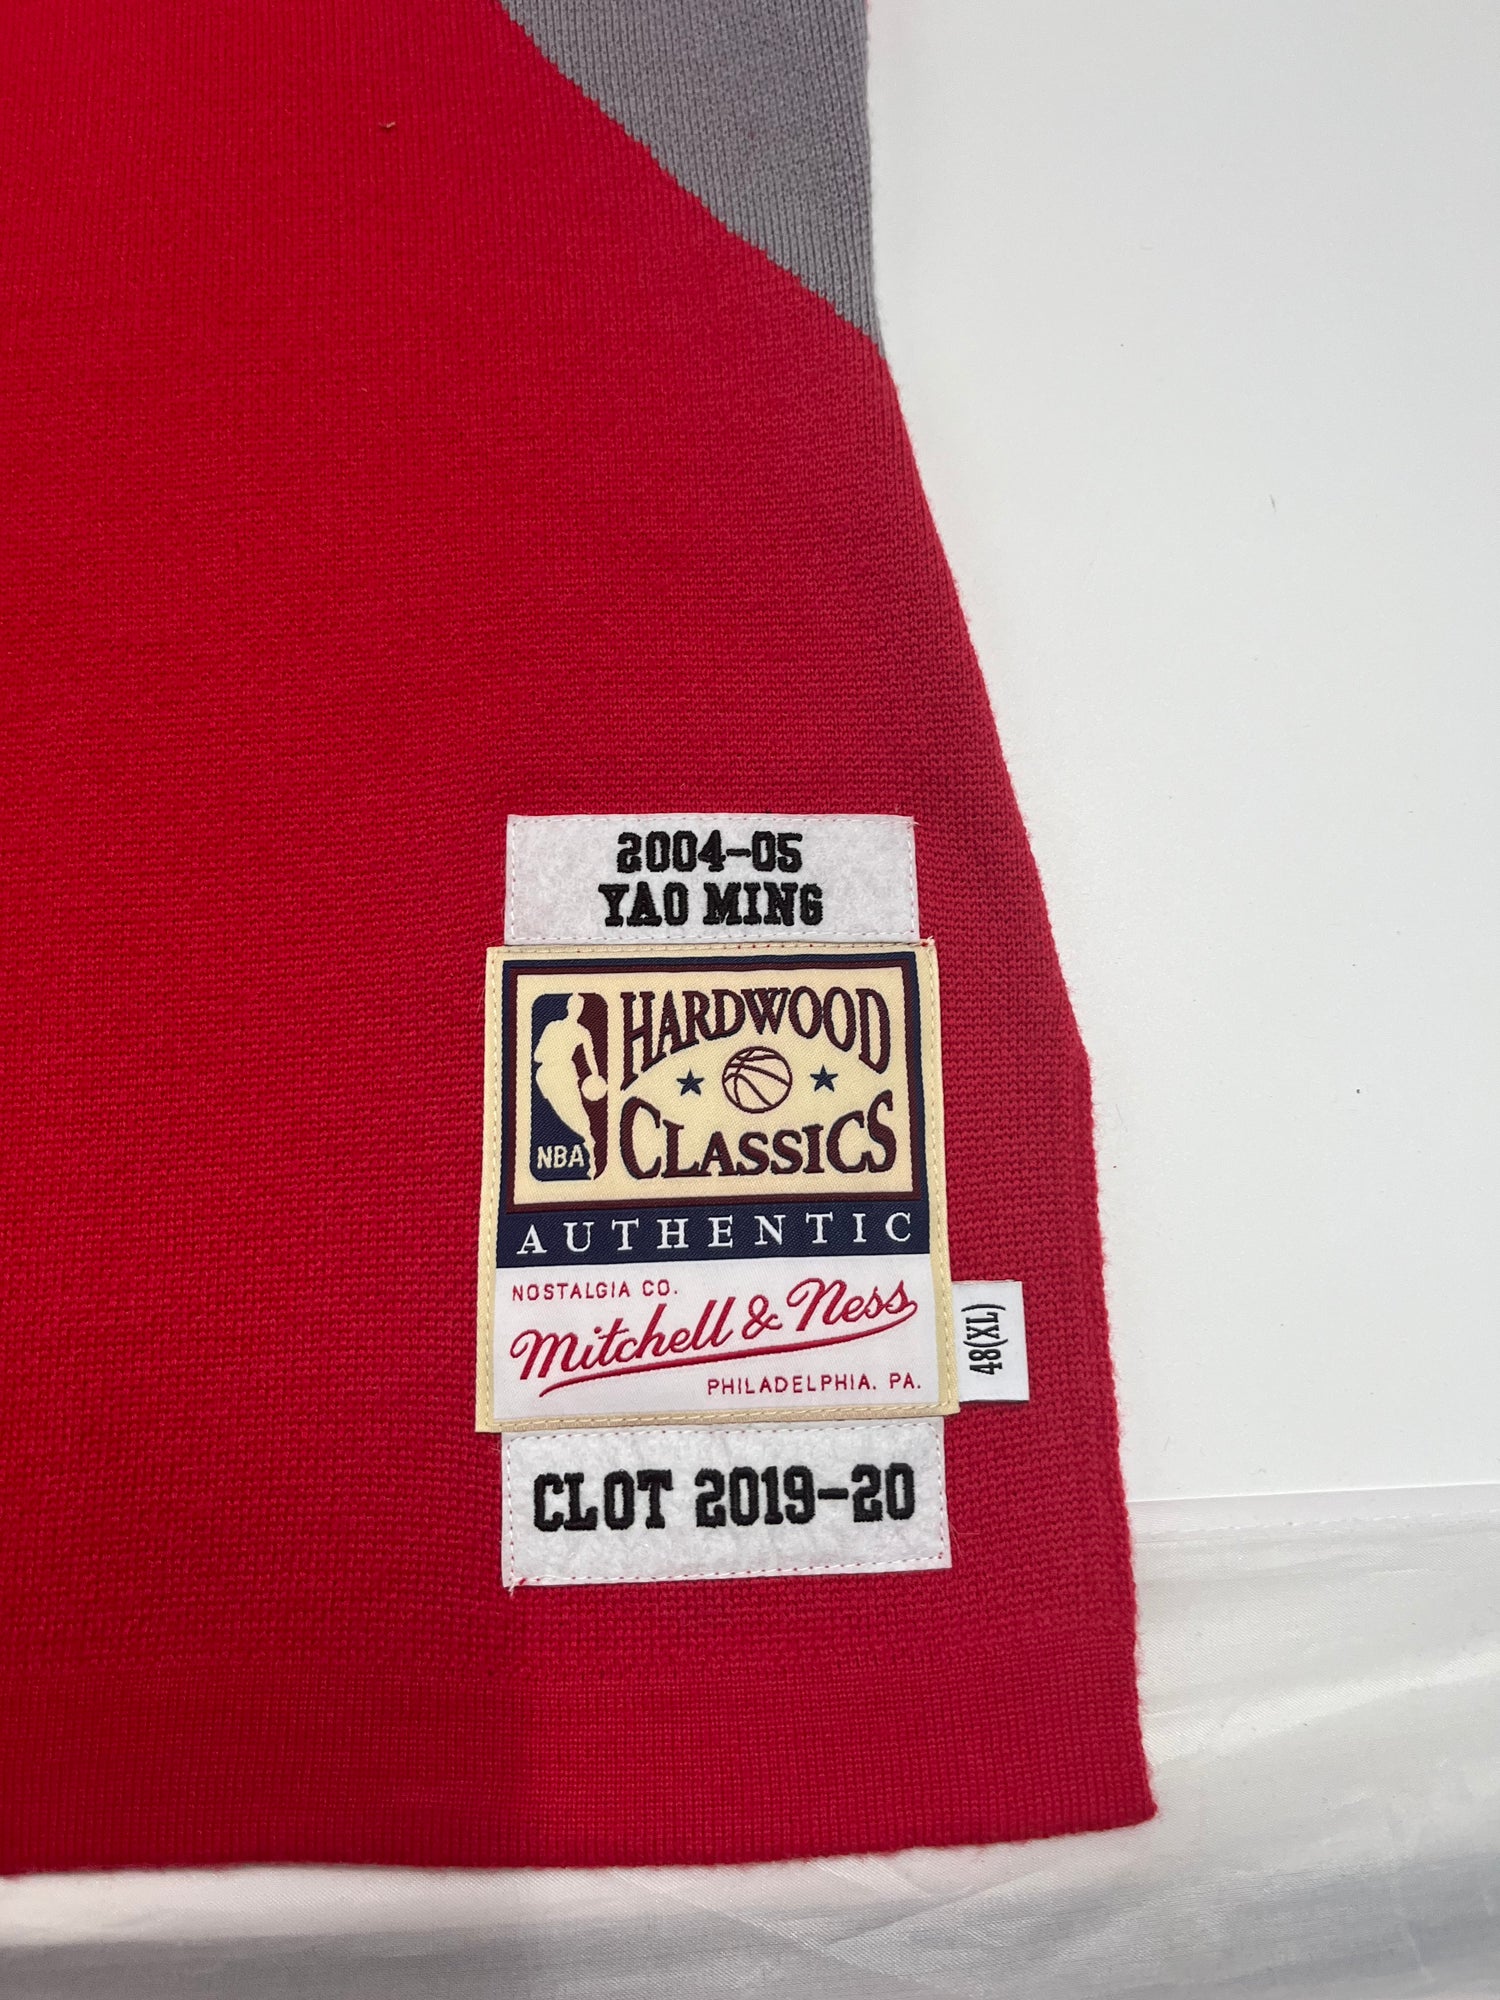 2004-05
YAO MING
HARDWOOD
CLASSICS
NBA
AUTHENTIC
NOSTALGIA CO.
Mitchell & Ness
PHILADELPHIA, PA.
48(XL)
CLOT 2019-20